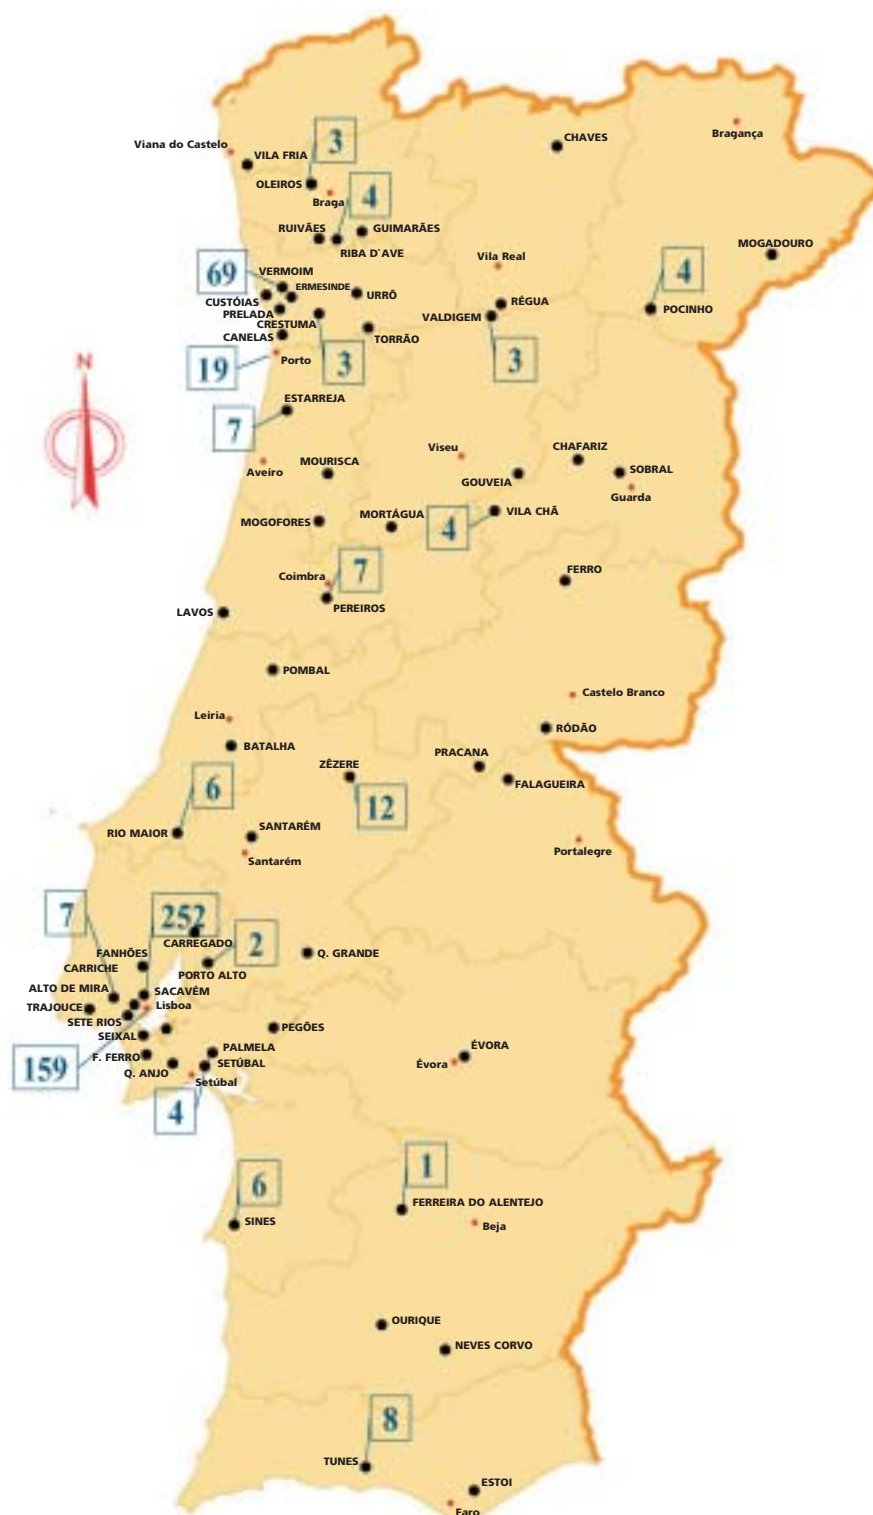 CHAVES
Bragança
3
Viana do Castelo
VILA FRIA
OLEIROS
Braga
4
GUIMARÃES
RUIVÃES
RIBA D`AVE
MOGADOURO
Vila Real
69
VERMOIM
4
ERMESINDE
URRÔ
CUSTÓIAS
RÉGUA
POCINHO
PRELADA
VALDIGEM
CRESTUMA
CANELAS
TORRÃO
19
Porto
3
3
N
ESTARREJA
7
Viseu
CHAFARIZ
MOURISCA
Aveiro
SOBRAL
GOUVEIA
Guarda
MORTÁGUA
VILA CHÃ
MOGOFORES
4
Coimbra
7
FERRO
PEREIROS
LAVOS
POMBAL
Castelo Branco
Leiria
RÓDÃO
BATALHA
PRACANA
ZÊZERE
FALAGUEIRA
6
12
RIO MAIOR
SANTARÉM
Santarém
Portalegre
7
252
CARREGADO
2
FANHÕES
Q. GRANDE
CARRICHE
PORTO ALTO
ALTO DE MIRA
SACAVÉM
TRAJOUCE
Lisboa
SETE RIOS
PEGÕES
SEIXAL
PALMELA
ÉVORA
F. FERRO
SETÚBAL
Évora
159
Q. ANJO
Setúbal
4
1
6
FERREIRA DO ALENTEJO
SINES
Beja
OURIQUE
NEVES CORVO
8
TUNES
ESTOI
Faro